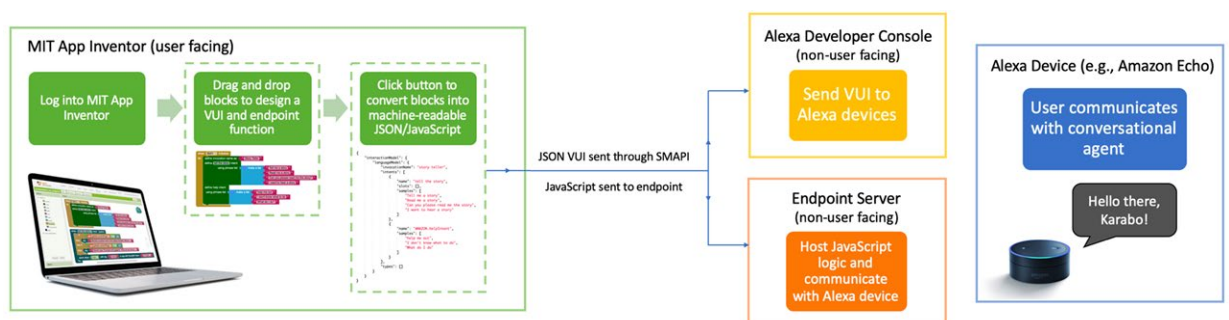 MIT App Inventor (user facing)
Log into MIT App
Inventor
Drag and drop
blocks to design a
VUI and endpoint
function
Click button to
convert blocks into
machine-readable
JSON/JavaScript
JSON VUI sent through SMAPI
JavaScript sent to endpoint
Alexa Developer Console
(non-user facing)
Send VUI to
Alexa devices
Endpoint Server
(non-user facing)
Host JavaScript
logic and
communicate
with Alexa device
Alexa Device (e.g., Amazon Echo)
User communicates
with conversational
agent
Hello there,
Karabo!